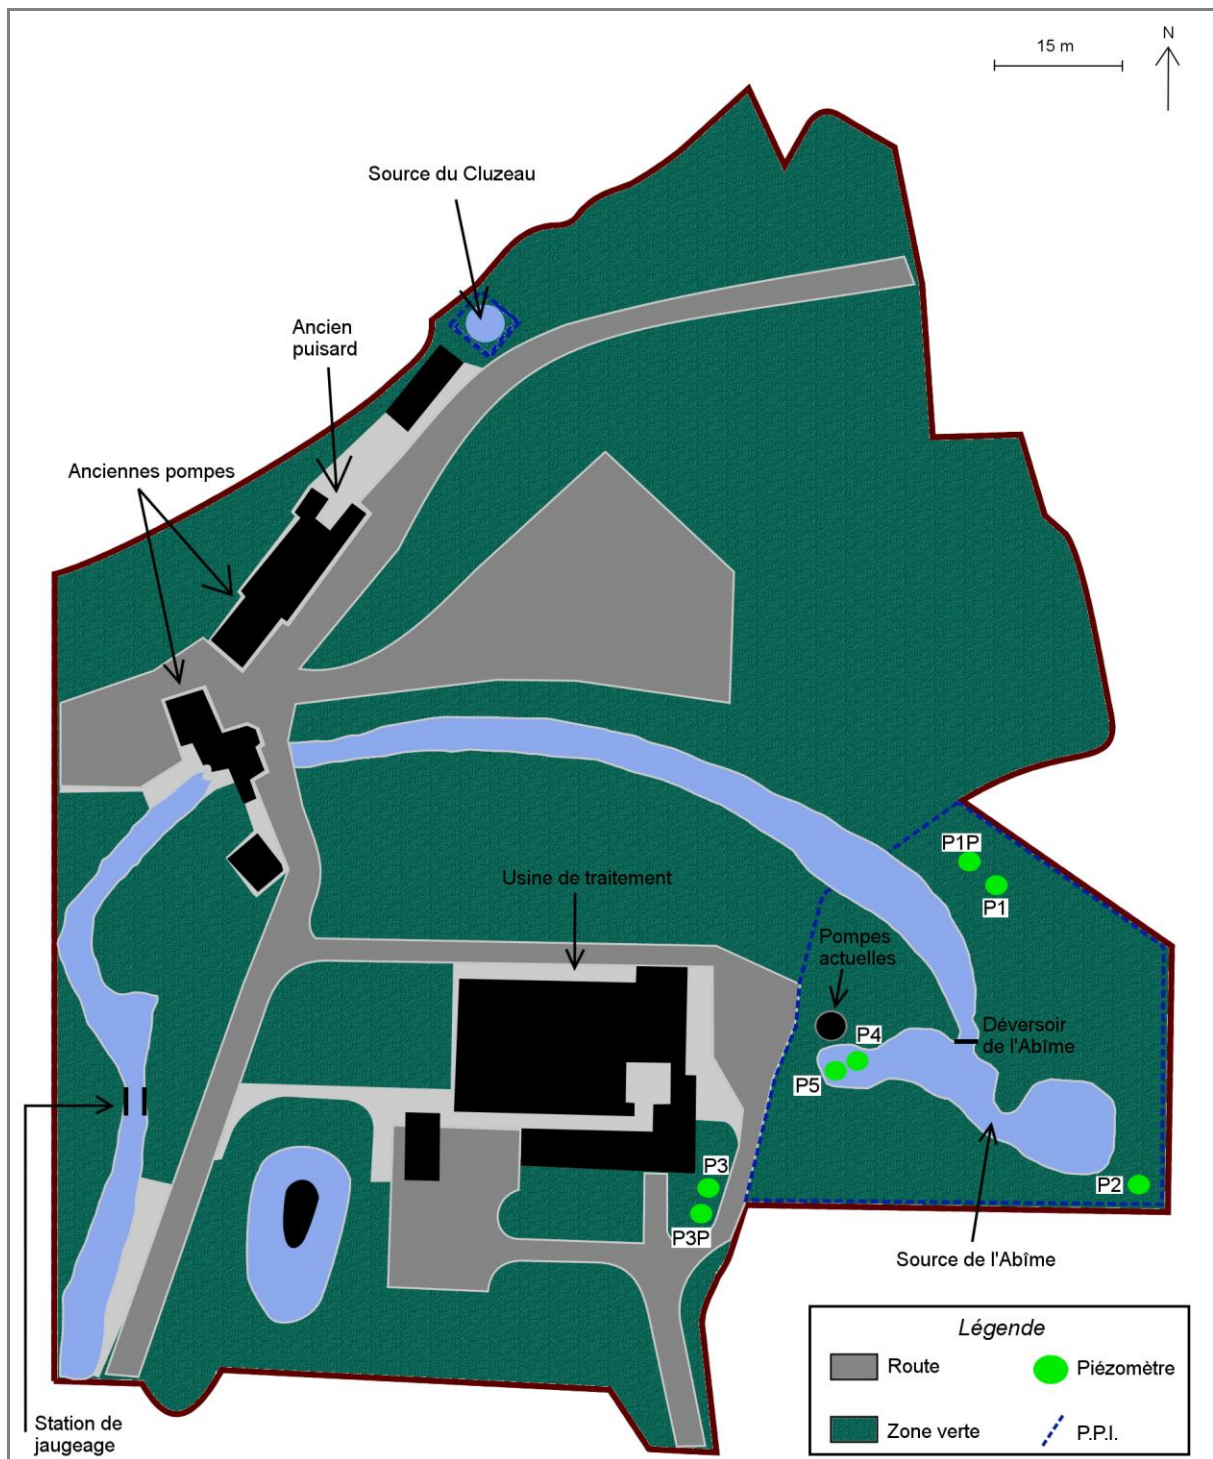 N
15 m
Source du Cluzeau
Ancien
puisard
Anciennes pompes
P1P
P1
Usine de traitement
Pompes
actuelles
P4
Déversoir
de l'Abîme
P5
P3
P2
P3P
Source de l'Abîme
Légende
Route
Piézomètre
Zone verte
P.P.I.
Station de
jaugeage